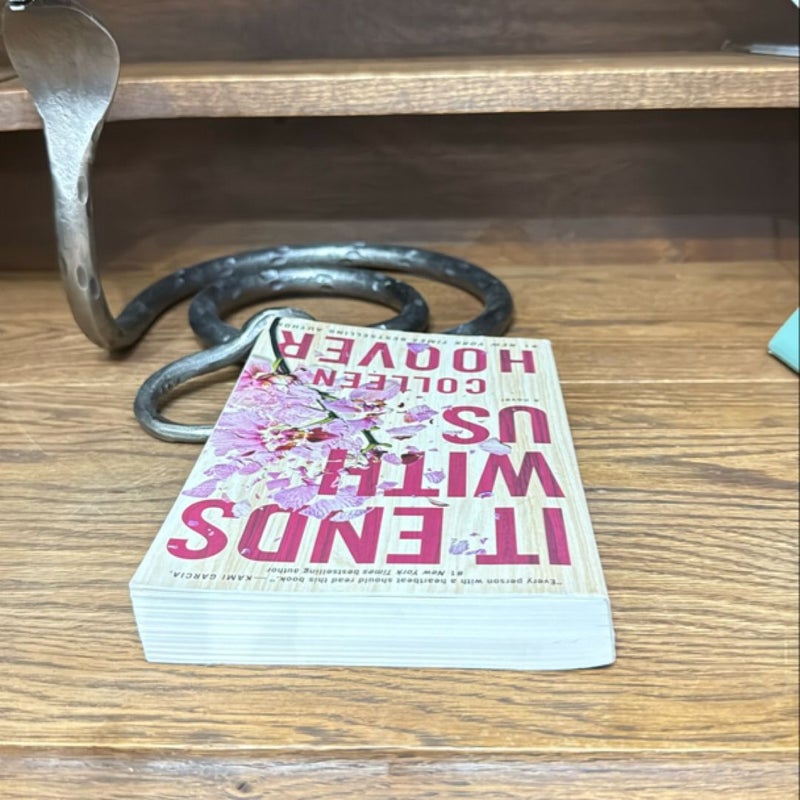 "Every person with a heartbeat should read this book." —KAMI GARCIA,
#1 New York Times bestselling author
IT ENDS
WITH
US
A novel
COLLEEN
HOOVER
#1 NEW YORK TIMES BESTSELLING AUTHOR